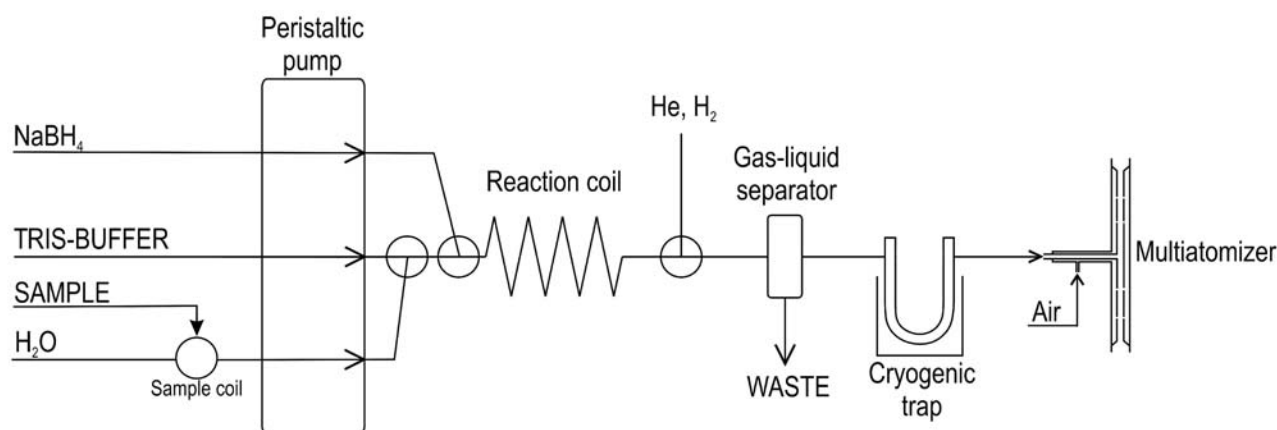 Peristaltic
pump
NaBH₄
TRIS-BUFFER
SAMPLE
H₂O
Sample coil
Reaction coil
He, H₂
Gas-liquid
separator
WASTE
Cryogenic
trap
Air
Multiatomizer